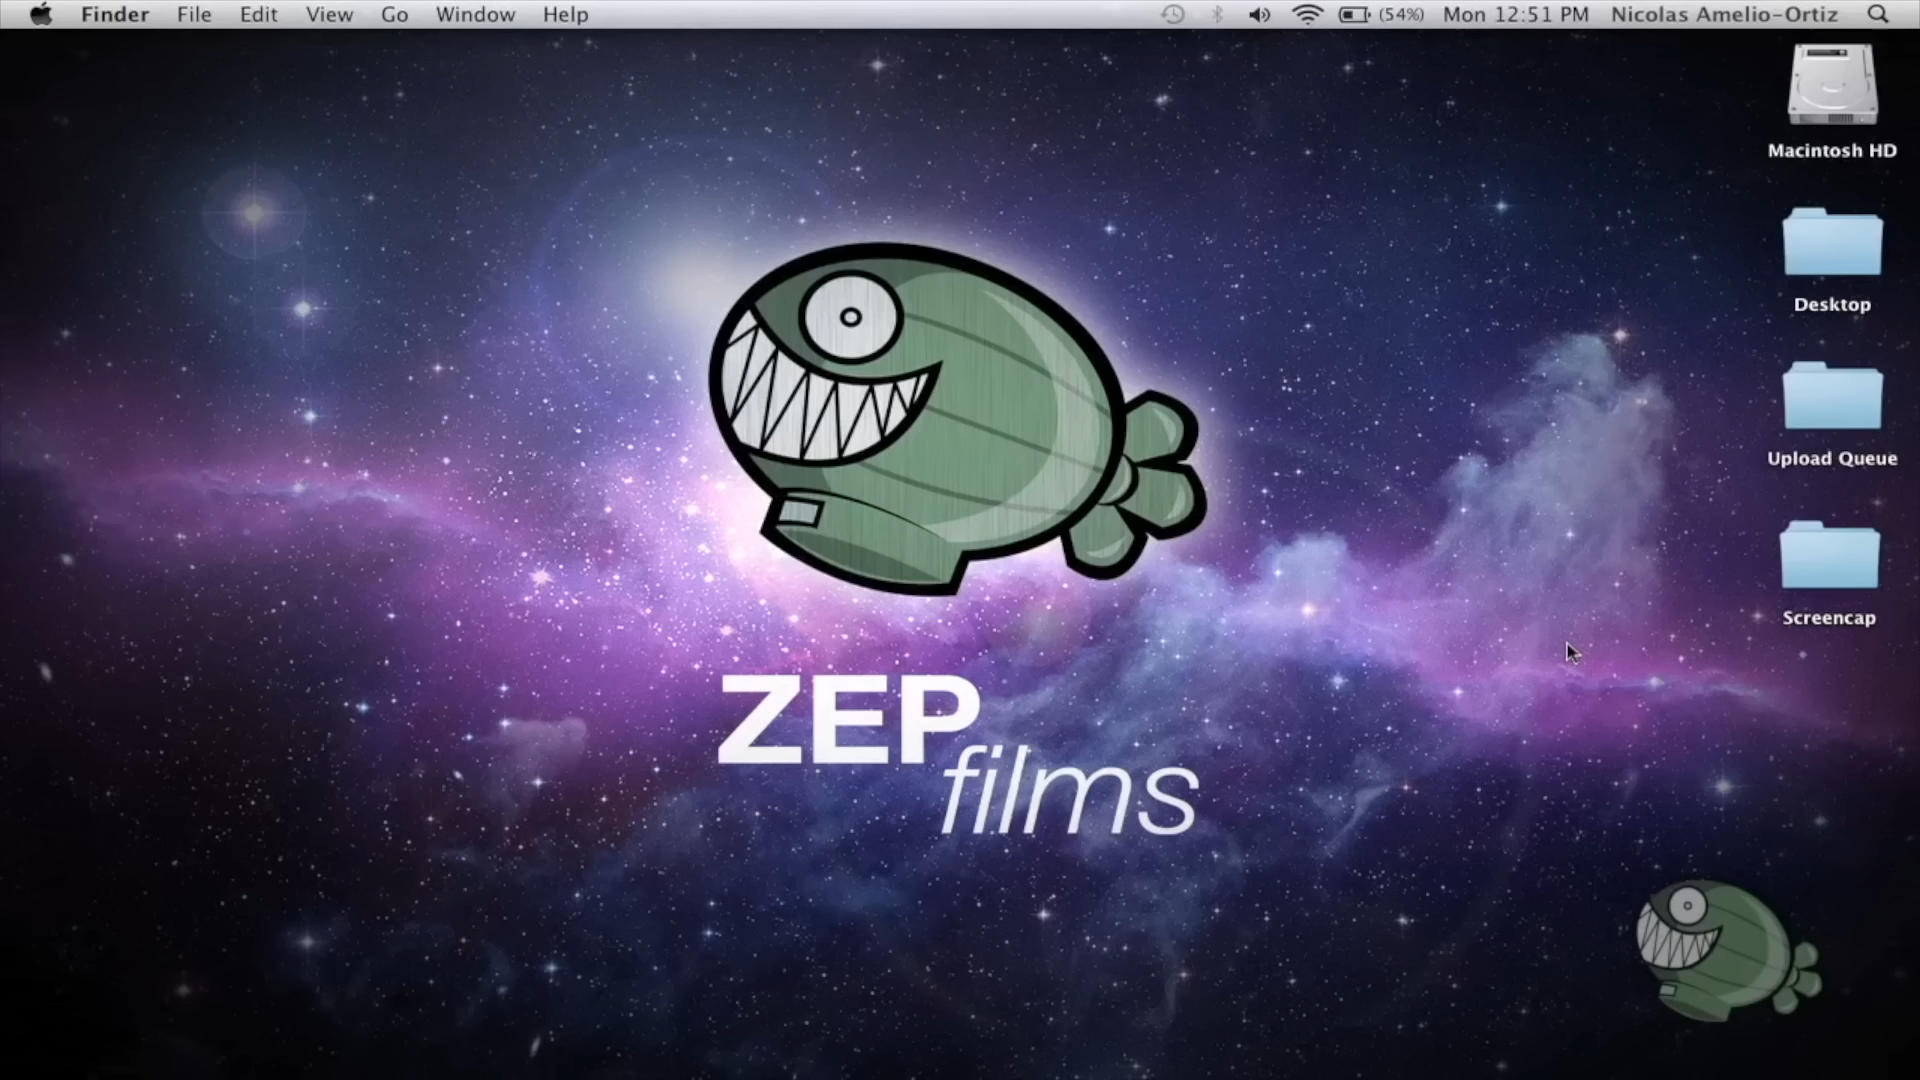 Finder File Edit View Go Window Help (54%) Mon 12:51 PM Nicolas Amelio-Ortiz
Macintosh HD
Desktop
Upload Queue
Screencap
ZEP
films